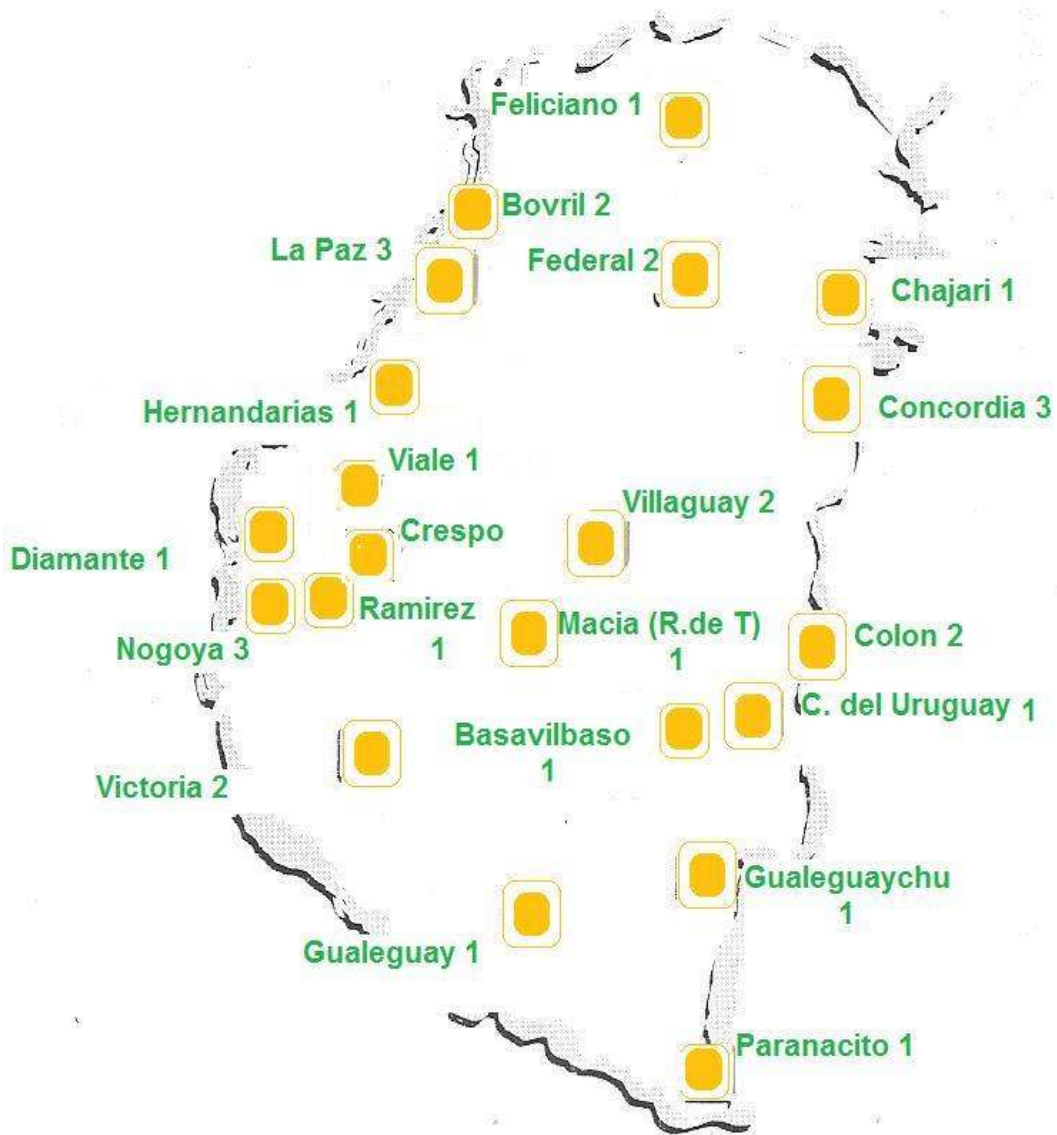 Feliciano 1
Bovril 2
La Paz 3
Federal 2
Chajari 1
Hernandarias 1
Concordia 3
Viale 1
Villaguay 2
Crespo
Diamante 1
Ramirez
1
Macia (R.de T)
1
Colon 2
Nogoya 3
C. del Uruguay 1
Basavilbaso
1
Victoria 2
Gualeguaychu
1
Gualeguay 1
Paranacito 1